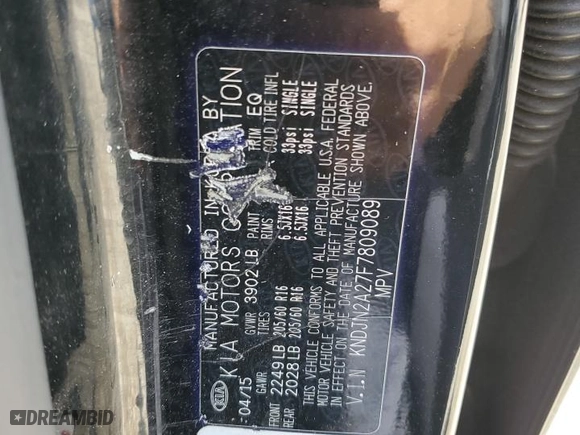 MANUFACTURED IN KOREA BY
KIA MOTORS CORPORATION
KIA
04/15 GVWR 3902LB PAINT TRIM EQ
GAWR TIRES RIMS COLD TIRE INFL
FRONT 2249LB 205/60 R16 6.5JX16 33psi SINGLE
REAR 2028LB 205/60 R16 6.5JX16 33psi SINGLE
THIS VEHICLE CONFORMS TO ALL APPLICABLE U.S.A. FEDERAL
MOTOR VEHICLE SAFETY AND THEFT PREVENTION STANDARDS
IN EFFECT ON THE DATE OF MANUFACTURE SHOWN ABOVE.
V.I.N KNDJN2A27F7809089
MPV
© DREAMBID